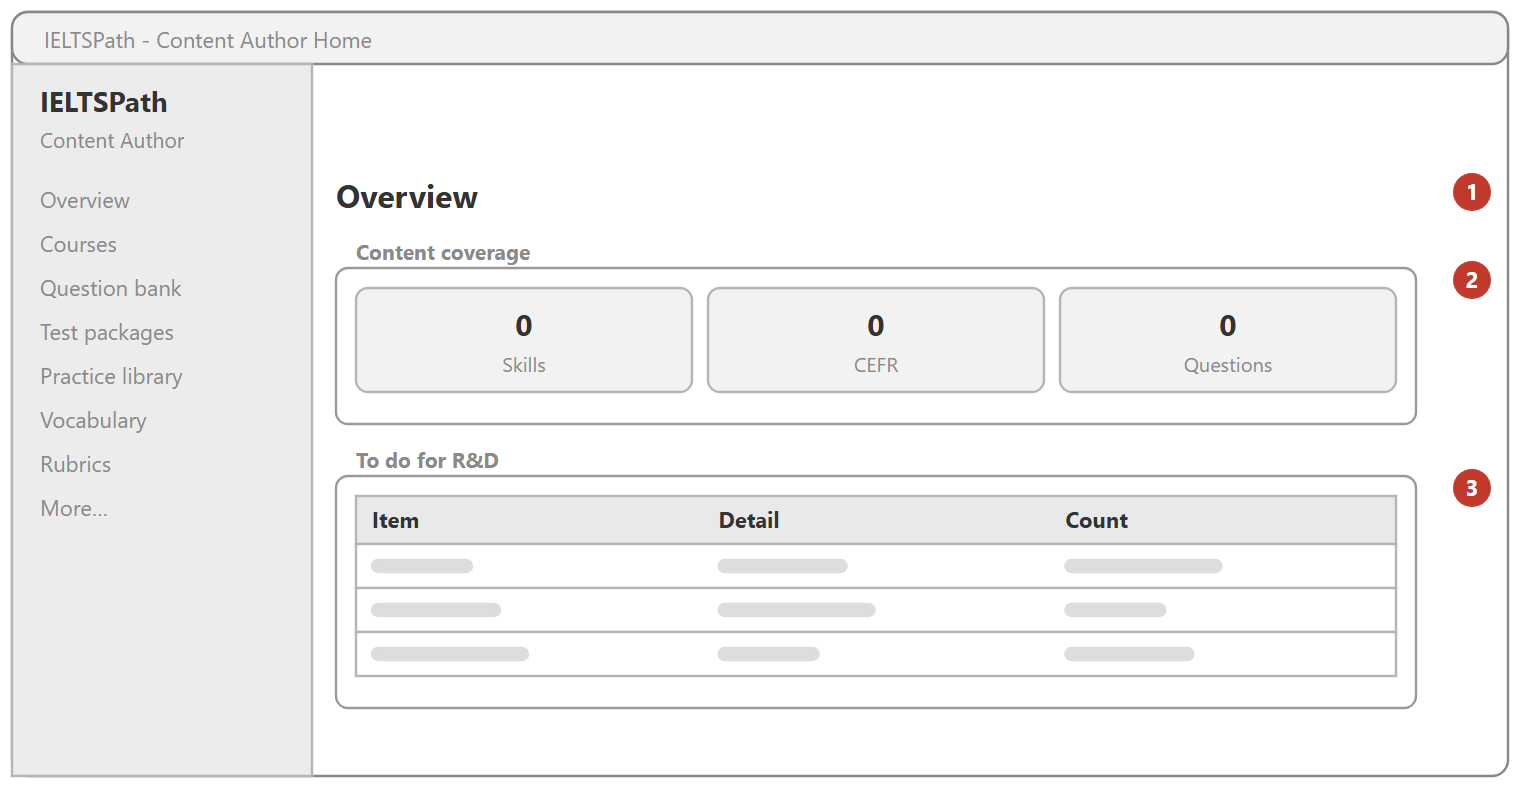 IELTSPath - Content Author Home
IELTSPath
Content Author
Overview
Courses
Question bank
Test packages
Practice library
Vocabulary
Rubrics
More...
Overview
1
Content coverage
2
0
Skills
0
CEFR
0
Questions
To do for R&D
3
Item Detail Count